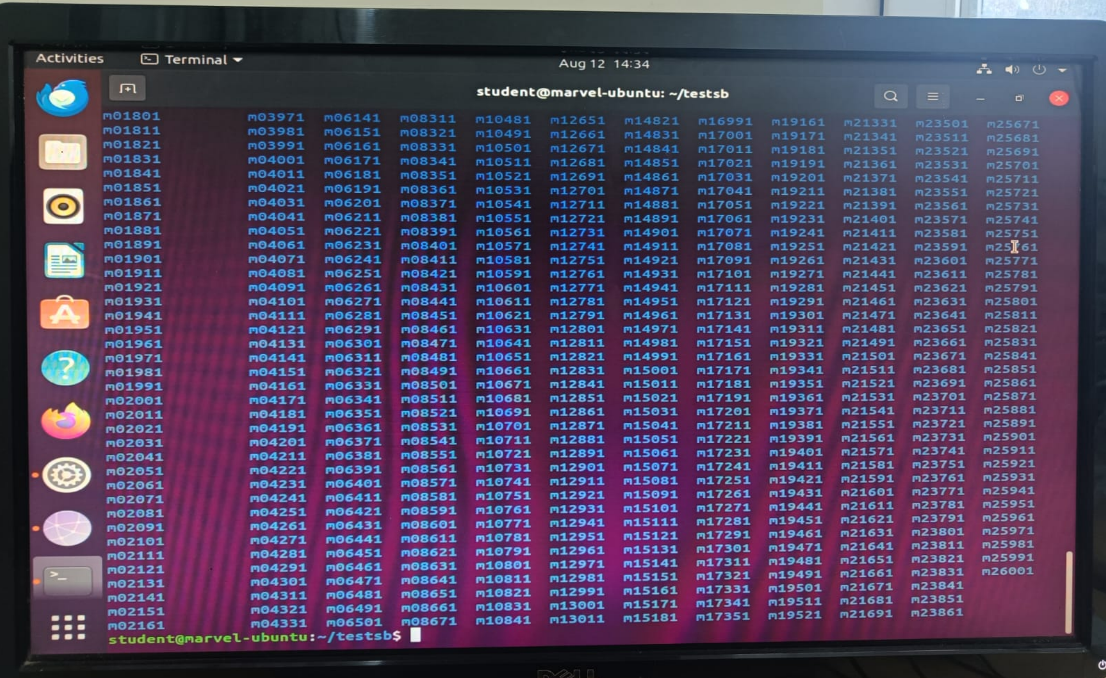 Activities Terminal Aug 12 14:34
student@marvel-ubuntu: ~/testsb
m01801 m03971 m06141 m08311 m10481 m12651 m14821 m16991 m19161 m21331 m23501 m25671
m01811 m03981 m06151 m08321 m10491 m12661 m14831 m17001 m19171 m21341 m23511 m25681
m01821 m03991 m06161 m08331 m10501 m12671 m14841 m17011 m19181 m21351 m23521 m25691
m01831 m04001 m06171 m08341 m10511 m12681 m14851 m17021 m19191 m21361 m23531 m25701
m01841 m04011 m06181 m08351 m10521 m12691 m14861 m17031 m19201 m21371 m23541 m25711
m01851 m04021 m06191 m08361 m10531 m12701 m14871 m17041 m19211 m21381 m23551 m25721
m01861 m04031 m06201 m08371 m10541 m12711 m14881 m17051 m19221 m21391 m23561 m25731
m01871 m04041 m06211 m08381 m10551 m12721 m14891 m17061 m19231 m21401 m23571 m25741
m01881 m04051 m06221 m08391 m10561 m12731 m14901 m17071 m19241 m21411 m23581 m25751
m01891 m04061 m06231 m08401 m10571 m12741 m14911 m17081 m19251 m21421 m23591 m25761
m01901 m04071 m06241 m08411 m10581 m12751 m14921 m17091 m19261 m21431 m23601 m25771
m01911 m04081 m06251 m08421 m10591 m12761 m14931 m17101 m19271 m21441 m23611 m25781
m01921 m04091 m06261 m08431 m10601 m12771 m14941 m17111 m19281 m21451 m23621 m25791
m01931 m04101 m06271 m08441 m10611 m12781 m14951 m17121 m19291 m21461 m23631 m25801
m01941 m04111 m06281 m08451 m10621 m12791 m14961 m17131 m19301 m21471 m23641 m25811
m01951 m04121 m06291 m08461 m10631 m12801 m14971 m17141 m19311 m21481 m23651 m25821
m01961 m04131 m06301 m08471 m10641 m12811 m14981 m17151 m19321 m21491 m23661 m25831
m01971 m04141 m06311 m08481 m10651 m12821 m14991 m17161 m19331 m21501 m23671 m25841
m01981 m04151 m06321 m08491 m10661 m12831 m15001 m17171 m19341 m21511 m23681 m25851
m01991 m04161 m06331 m08501 m10671 m12841 m15011 m17181 m19351 m21521 m23691 m25861
m02001 m04171 m06341 m08511 m10681 m12851 m15021 m17191 m19361 m21531 m23701 m25871
m02011 m04181 m06351 m08521 m10691 m12861 m15031 m17201 m19371 m21541 m23711 m25881
m02021 m04191 m06361 m08531 m10701 m12871 m15041 m17211 m19381 m21551 m23721 m25891
m02031 m04201 m06371 m08541 m10711 m12881 m15051 m17221 m19391 m21561 m23731 m25901
m02041 m04211 m06381 m08551 m10721 m12891 m15061 m17231 m19401 m21571 m23741 m25911
m02051 m04221 m06391 m08561 m10731 m12901 m15071 m17241 m19411 m21581 m23751 m25921
m02061 m04231 m06401 m08571 m10741 m12911 m15081 m17251 m19421 m21591 m23761 m25931
m02071 m04241 m06411 m08581 m10751 m12921 m15091 m17261 m19431 m21601 m23771 m25941
m02081 m04251 m06421 m08591 m10761 m12931 m15101 m17271 m19441 m21611 m23781 m25951
m02091 m04261 m06431 m08601 m10771 m12941 m15111 m17281 m19451 m21621 m23791 m25961
m02101 m04271 m06441 m08611 m10781 m12951 m15121 m17291 m19461 m21631 m23801 m25971
m02111 m04281 m06451 m08621 m10791 m12961 m15131 m17301 m19471 m21641 m23811 m25981
m02121 m04291 m06461 m08631 m10801 m12971 m15141 m17311 m19481 m21651 m23821 m25991
m02131 m04301 m06471 m08641 m10811 m12981 m15151 m17321 m19491 m21661 m23831 m26001
m02141 m04311 m06481 m08651 m10821 m12991 m15161 m17331 m19501 m21671 m23841
m02151 m04321 m06491 m08661 m10831 m13001 m15171 m17341 m19511 m21681 m23851
m02161 m04331 m06501 m08671 m10841 m13011 m15181 m17351 m19521 m21691 m23861
student@marvel-ubuntu:~/testsb$